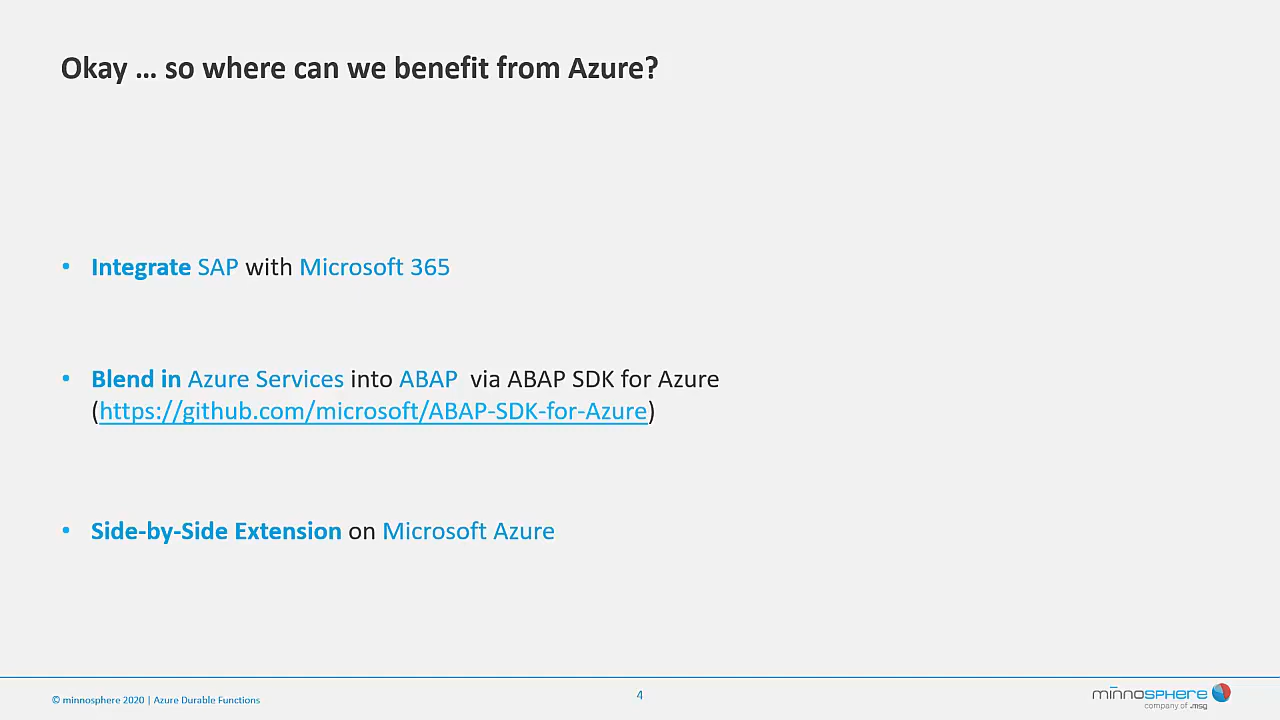 Okay … so where can we benefit from Azure?
• Integrate SAP with Microsoft 365
• Blend in Azure Services into ABAP via ABAP SDK for Azure
(https://github.com/microsoft/ABAP-SDK-for-Azure)
• Side-by-Side Extension on Microsoft Azure
© minnosphere 2020 | Azure Durable Functions
4
minnosphere
company of .msg